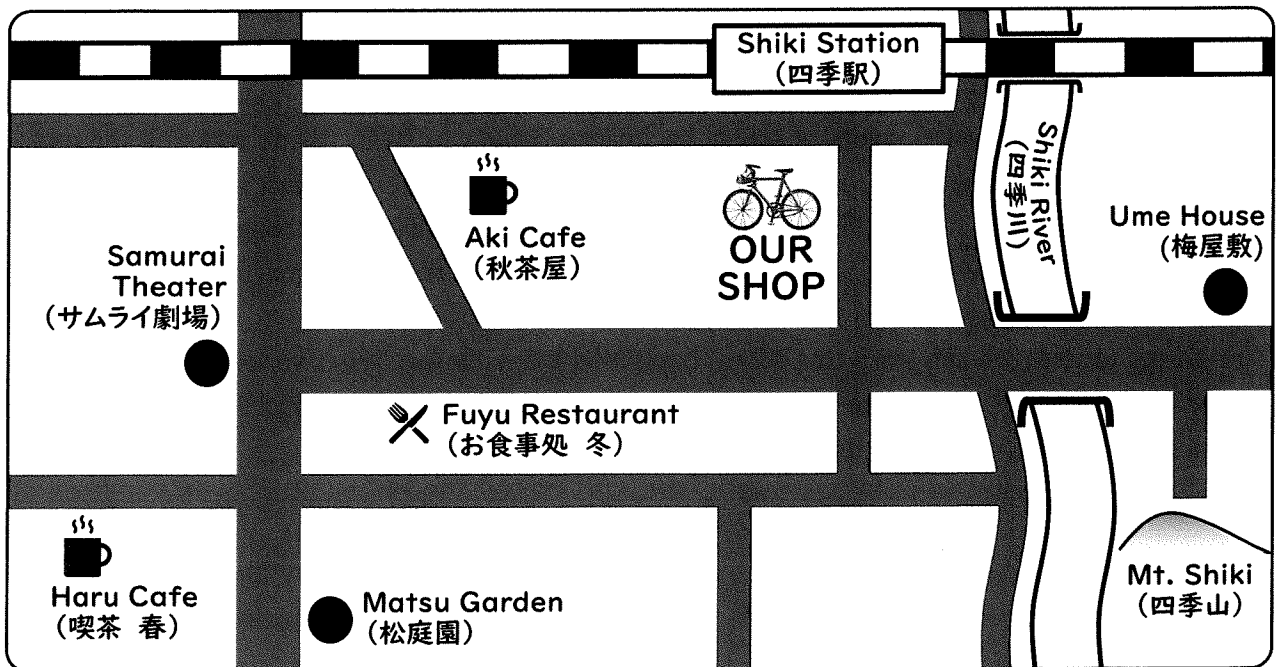 Shiki Station
(四季駅)
Shiki River
(四季川)
Aki Cafe
(秋茶屋)
OUR
SHOP
Ume House
(梅屋敷)
Samurai
Theater
(サムライ劇場)
Fuyu Restaurant
(お食事処 冬)
Haru Cafe
(喫茶 春)
Matsu Garden
(松庭園)
Mt. Shiki
(四季山)